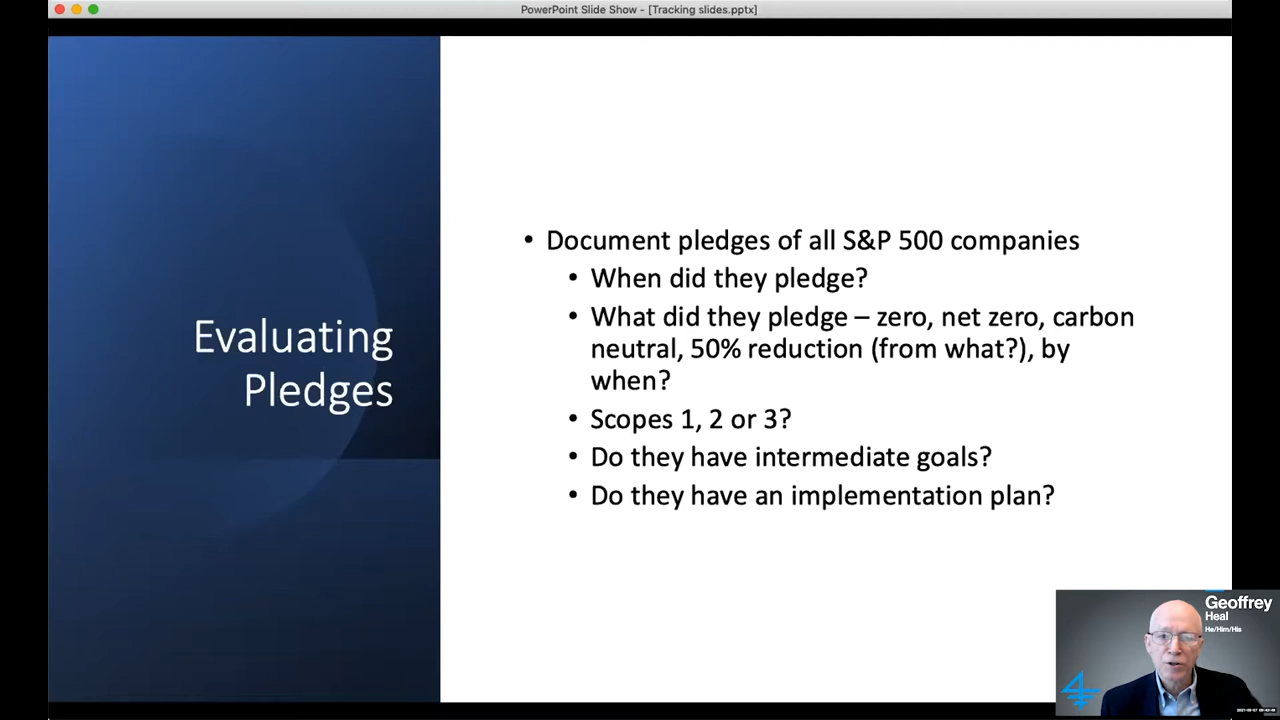 PowerPoint Slide Show - [Tracking slides.pptx]
Evaluating
Pledges
• Document pledges of all S&P 500 companies
• When did they pledge?
• What did they pledge – zero, net zero, carbon
neutral, 50% reduction (from what?), by
when?
• Scopes 1, 2 or 3?
• Do they have intermediate goals?
• Do they have an implementation plan?
Geoffrey
Heal
He/Him/His